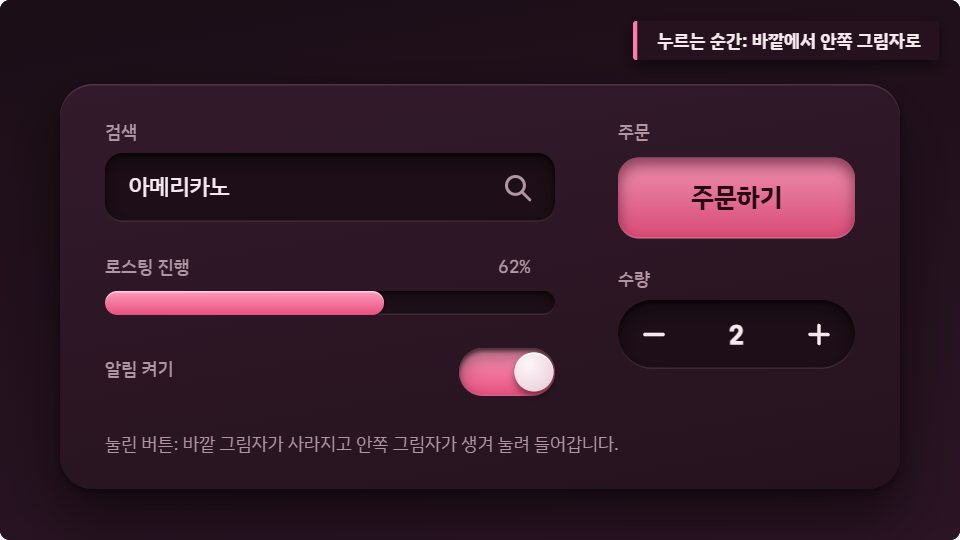 누르는 순간: 바깥에서 안쪽 그림자로
검색
아메리카노
로스팅 진행
62%
알림 켜기
주문
주문하기
수량
2
눌린 버튼: 바깥 그림자가 사라지고 안쪽 그림자가 생겨 눌려 들어갑니다.